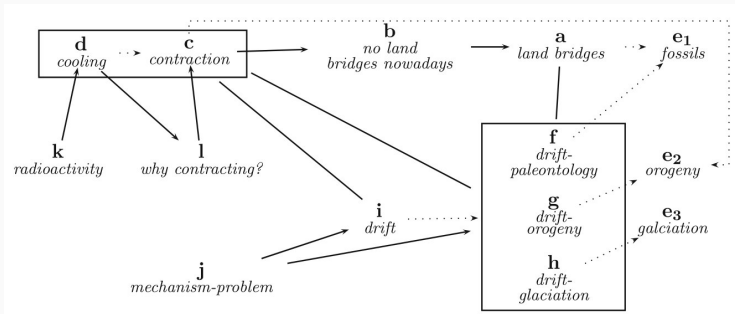 d
cooling
c
contraction
b
no land
bridges nowadays
a
land bridges
e1
fossils
k
radioactivity
l
why contracting?
f
drift-
paleontology
e2
orogeny
i
drift
g
drift-
orogeny
e3
galciation
j
mechanism-problem
h
drift-
glaciation